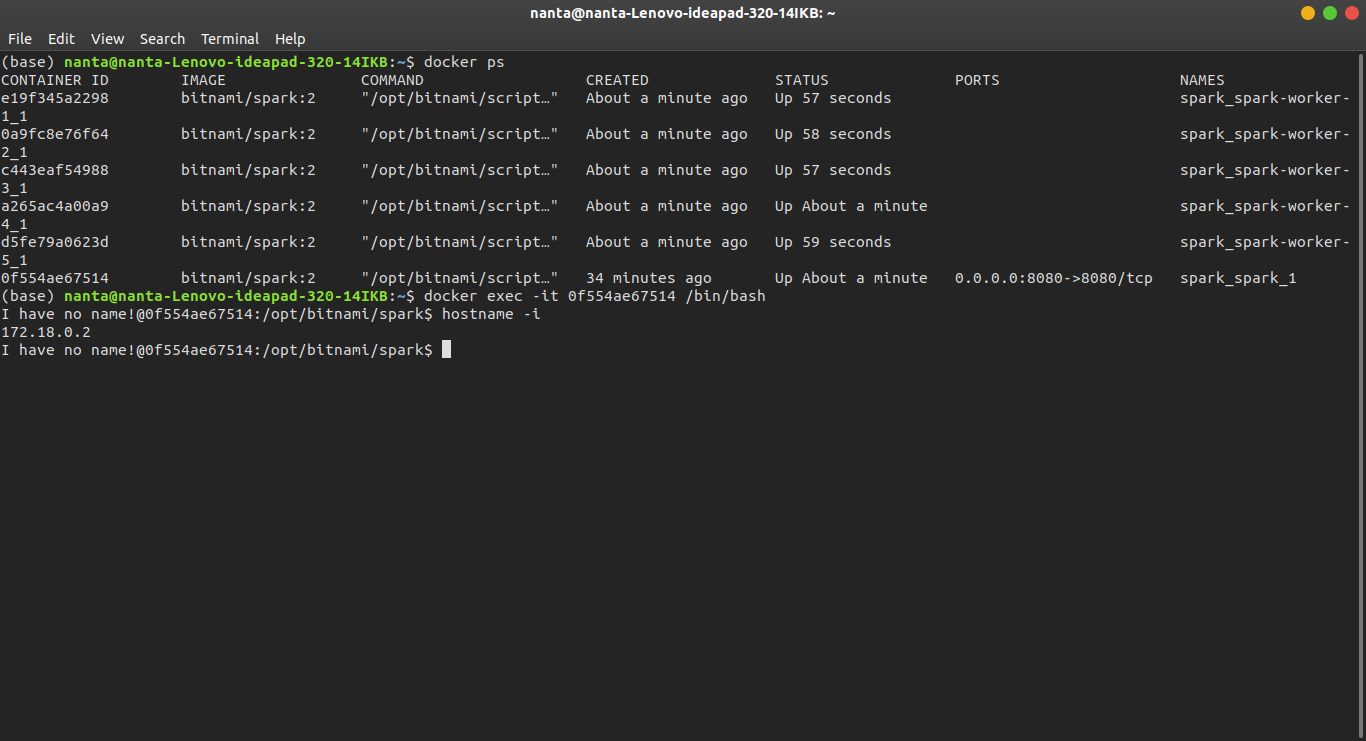 nanta@nanta-Lenovo-ideapad-320-14IKB: ~
File Edit View Search Terminal Help
(base) nanta@nanta-Lenovo-ideapad-320-14IKB:~$ docker ps
CONTAINER ID IMAGE COMMAND CREATED STATUS PORTS NAMES
e19f345a2298 bitnami/spark:2 "/opt/bitnami/script…" About a minute ago Up 57 seconds spark_spark-worker-
1_1
0a9fc8e76f64 bitnami/spark:2 "/opt/bitnami/script…" About a minute ago Up 58 seconds spark_spark-worker-
2_1
c443eaf54988 bitnami/spark:2 "/opt/bitnami/script…" About a minute ago Up 57 seconds spark_spark-worker-
3_1
a265ac4a00a9 bitnami/spark:2 "/opt/bitnami/script…" About a minute ago Up About a minute spark_spark-worker-
4_1
d5fe79a0623d bitnami/spark:2 "/opt/bitnami/script…" About a minute ago Up 59 seconds spark_spark-worker-
5_1
0f554ae67514 bitnami/spark:2 "/opt/bitnami/script…" 34 minutes ago Up About a minute 0.0.0.0:8080->8080/tcp spark_spark_1
(base) nanta@nanta-Lenovo-ideapad-320-14IKB:~$ docker exec -it 0f554ae67514 /bin/bash
I have no name!@0f554ae67514:/opt/bitnami/spark$ hostname -i
172.18.0.2
I have no name!@0f554ae67514:/opt/bitnami/spark$